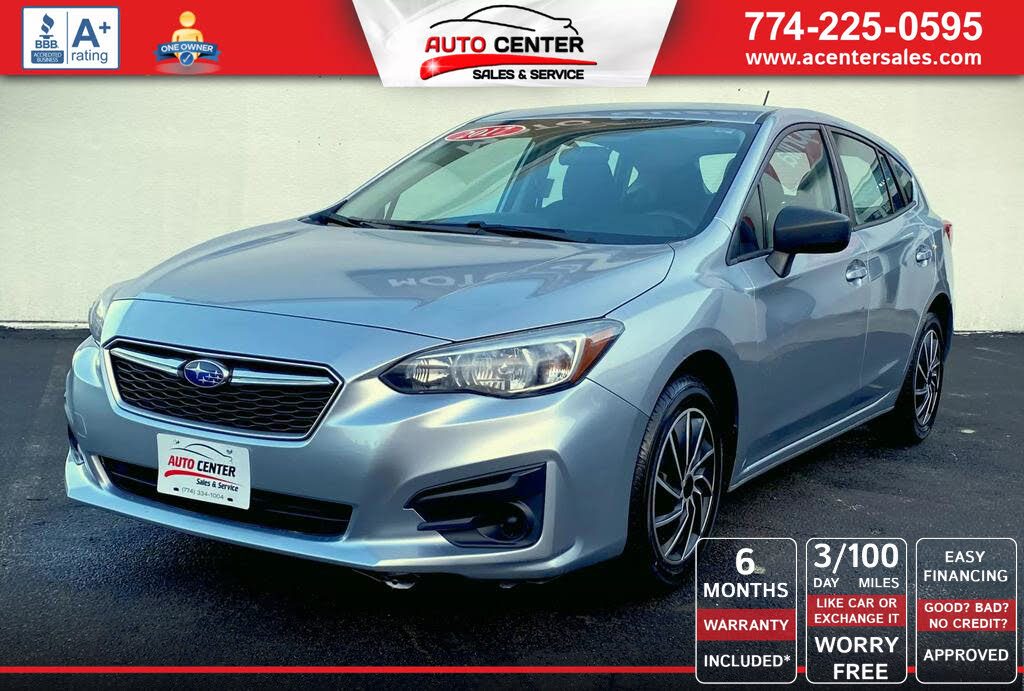 BBB
ACCREDITED
BUSINESS
A+
rating
ONE OWNER
AUTO CENTER
SALES & SERVICE
774-225-0595
www.acentersales.com
2017
AUTO CENTER
Sales & Service
(774) 334-1004
6
MONTHS
WARRANTY
INCLUDED*
3/100
DAY MILES
LIKE CAR OR
EXCHANGE IT
WORRY
FREE
EASY
FINANCING
GOOD? BAD?
NO CREDIT?
APPROVED